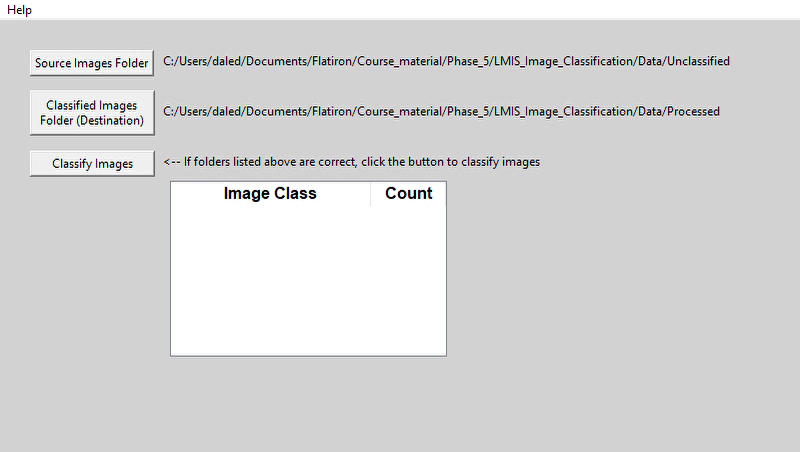 Help
Source Images Folder C:/Users/daled/Documents/Flatiron/Course_material/Phase_5/LMIS_Image_Classification/Data/Unclassified
Classified Images
Folder (Destination) C:/Users/daled/Documents/Flatiron/Course_material/Phase_5/LMIS_Image_Classification/Data/Processed
Classify Images <-- If folders listed above are correct, click the button to classify images
Image Class Count